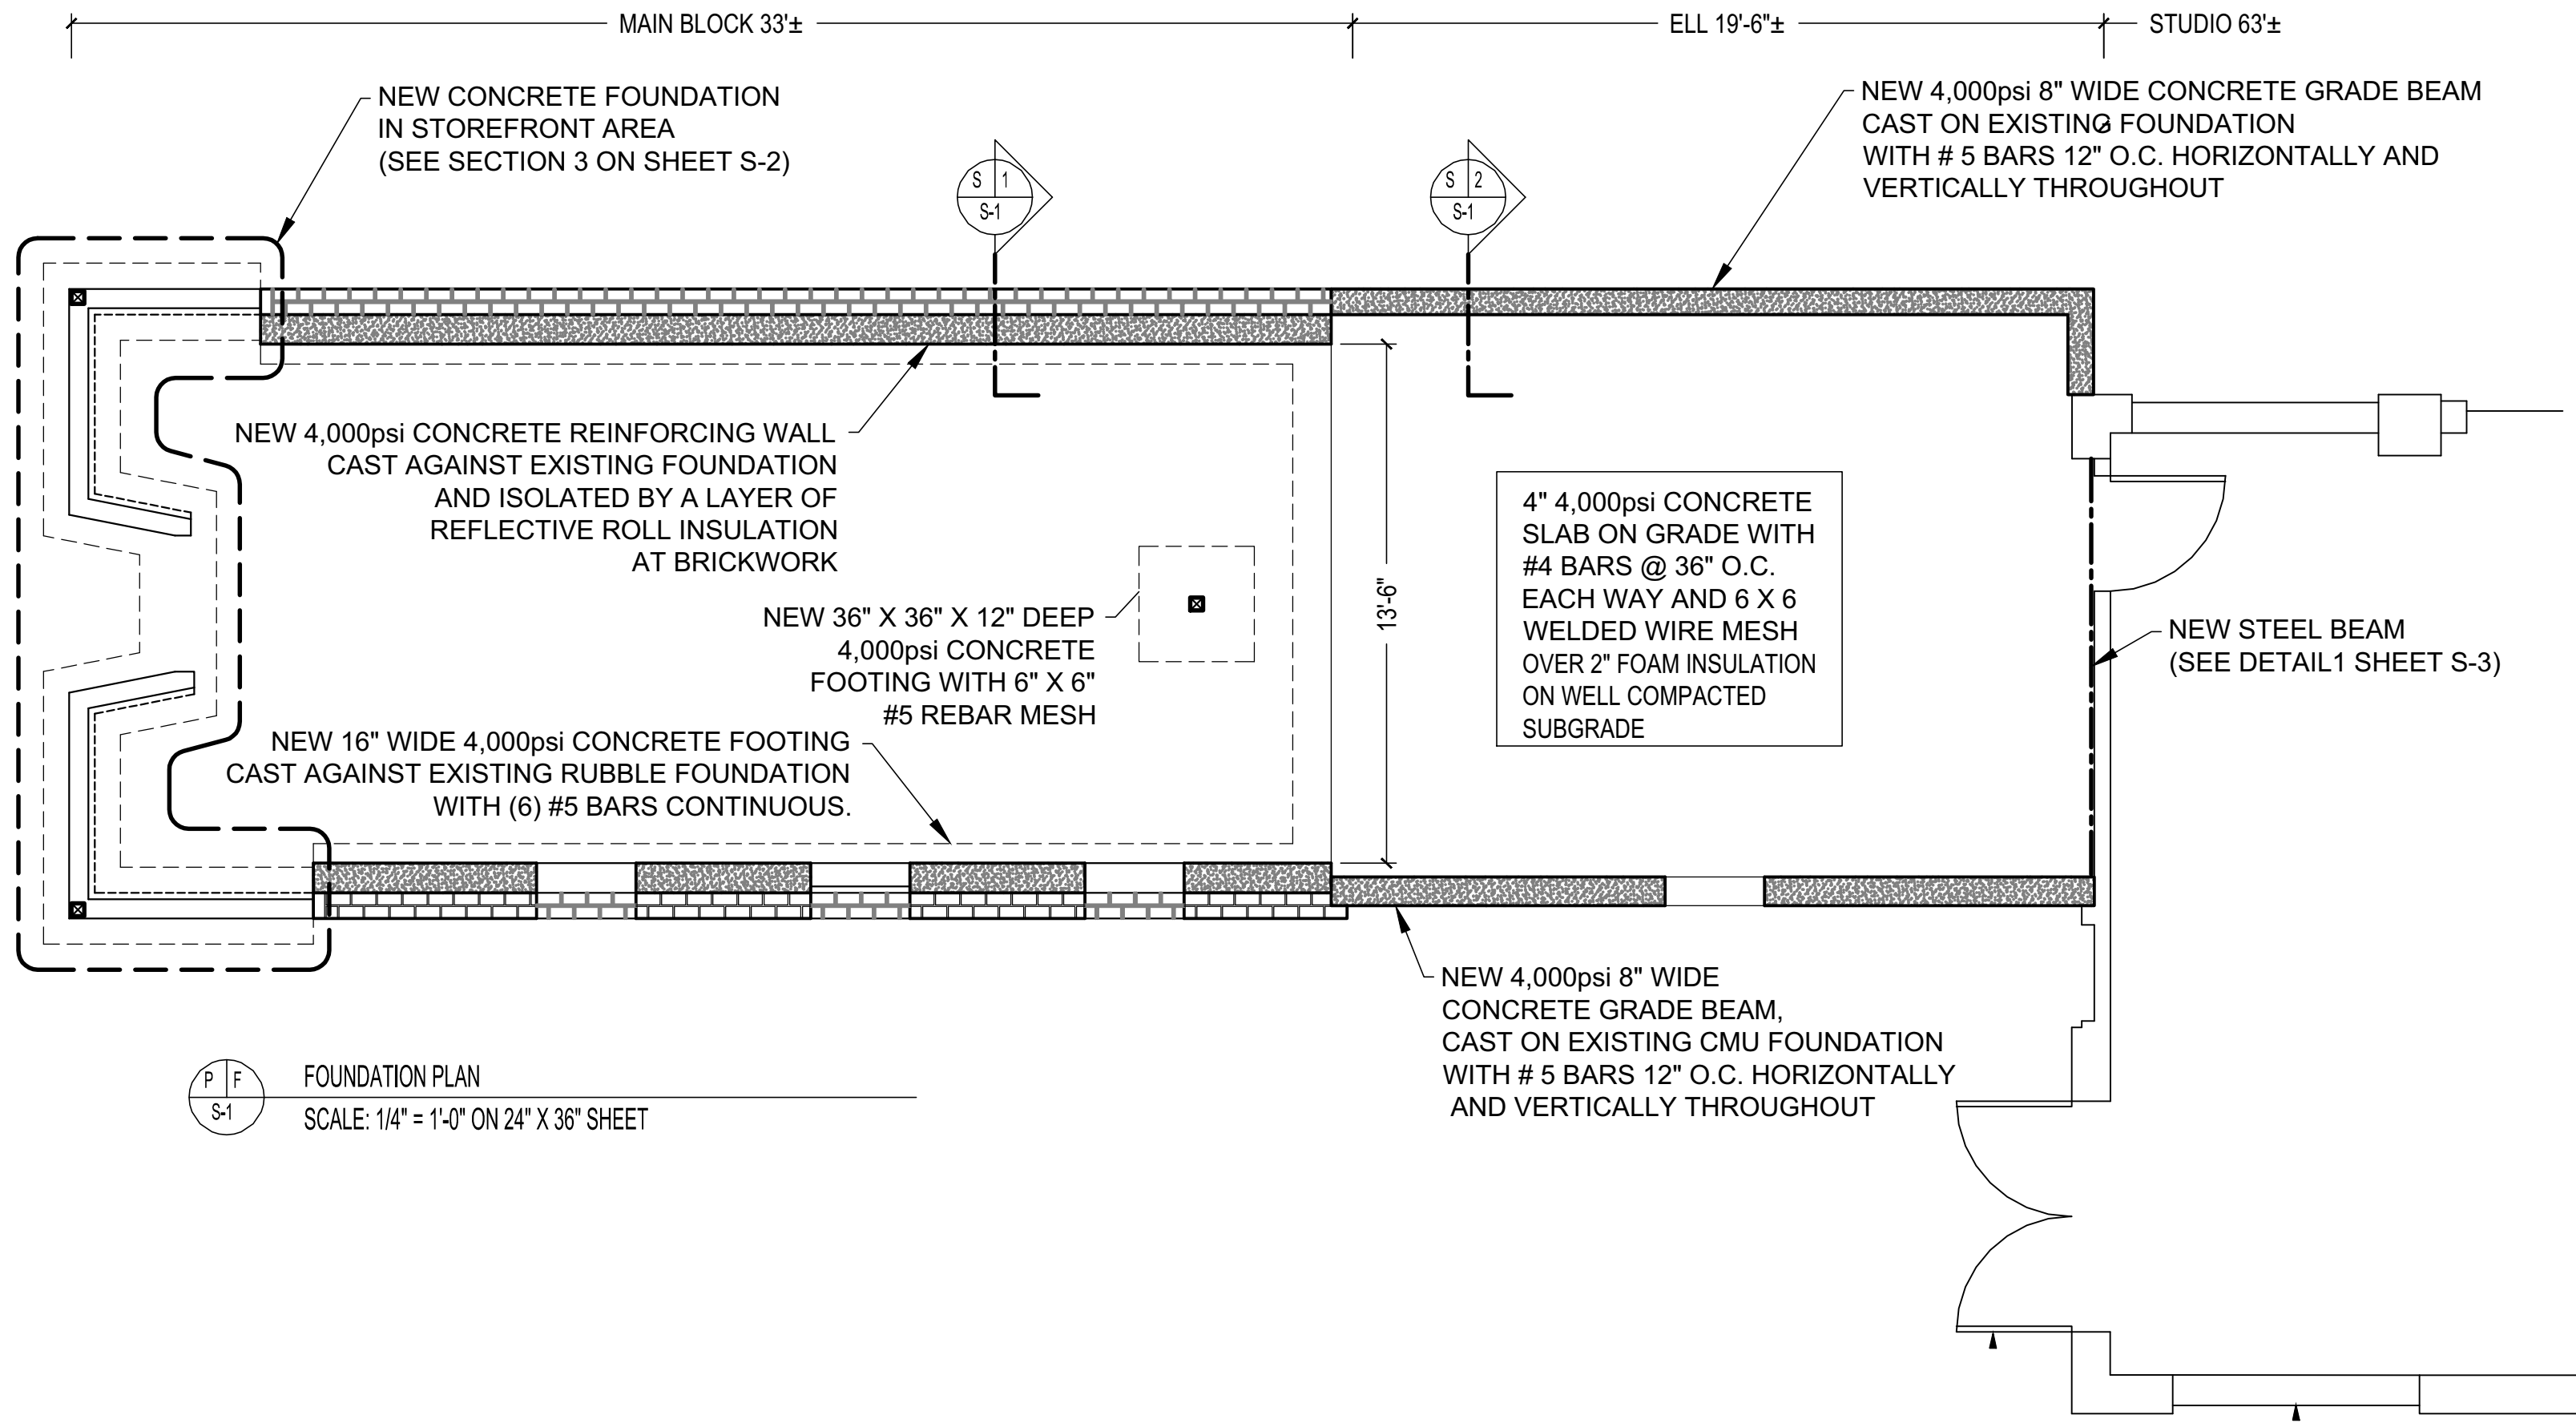 MAIN BLOCK 33'±
ELL 19'-6"±
STUDIO 63'±
NEW CONCRETE FOUNDATION
IN STOREFRONT AREA
(SEE SECTION 3 ON SHEET S-2)
NEW 4,000psi 8" WIDE CONCRETE GRADE BEAM
CAST ON EXISTING FOUNDATION
WITH # 5 BARS 12" O.C. HORIZONTALLY AND
VERTICALLY THROUGHOUT
S 1
S-1
S 2
S-1
NEW 4,000psi CONCRETE REINFORCING WALL
CAST AGAINST EXISTING FOUNDATION
AND ISOLATED BY A LAYER OF
REFLECTIVE ROLL INSULATION
AT BRICKWORK
NEW 36" X 36" X 12" DEEP
4,000psi CONCRETE
FOOTING WITH 6" X 6"
#5 REBAR MESH
NEW 16" WIDE 4,000psi CONCRETE FOOTING
CAST AGAINST EXISTING RUBBLE FOUNDATION
WITH (6) #5 BARS CONTINUOUS.
13'-6"
4" 4,000psi CONCRETE
SLAB ON GRADE WITH
#4 BARS @ 36" O.C.
EACH WAY AND 6 X 6
WELDED WIRE MESH
OVER 2" FOAM INSULATION
ON WELL COMPACTED
SUBGRADE
NEW STEEL BEAM
(SEE DETAIL1 SHEET S-3)
NEW 4,000psi 8" WIDE
CONCRETE GRADE BEAM,
CAST ON EXISTING CMU FOUNDATION
WITH # 5 BARS 12" O.C. HORIZONTALLY
AND VERTICALLY THROUGHOUT
P F
S-1
FOUNDATION PLAN
SCALE: 1/4" = 1'-0" ON 24" X 36" SHEET